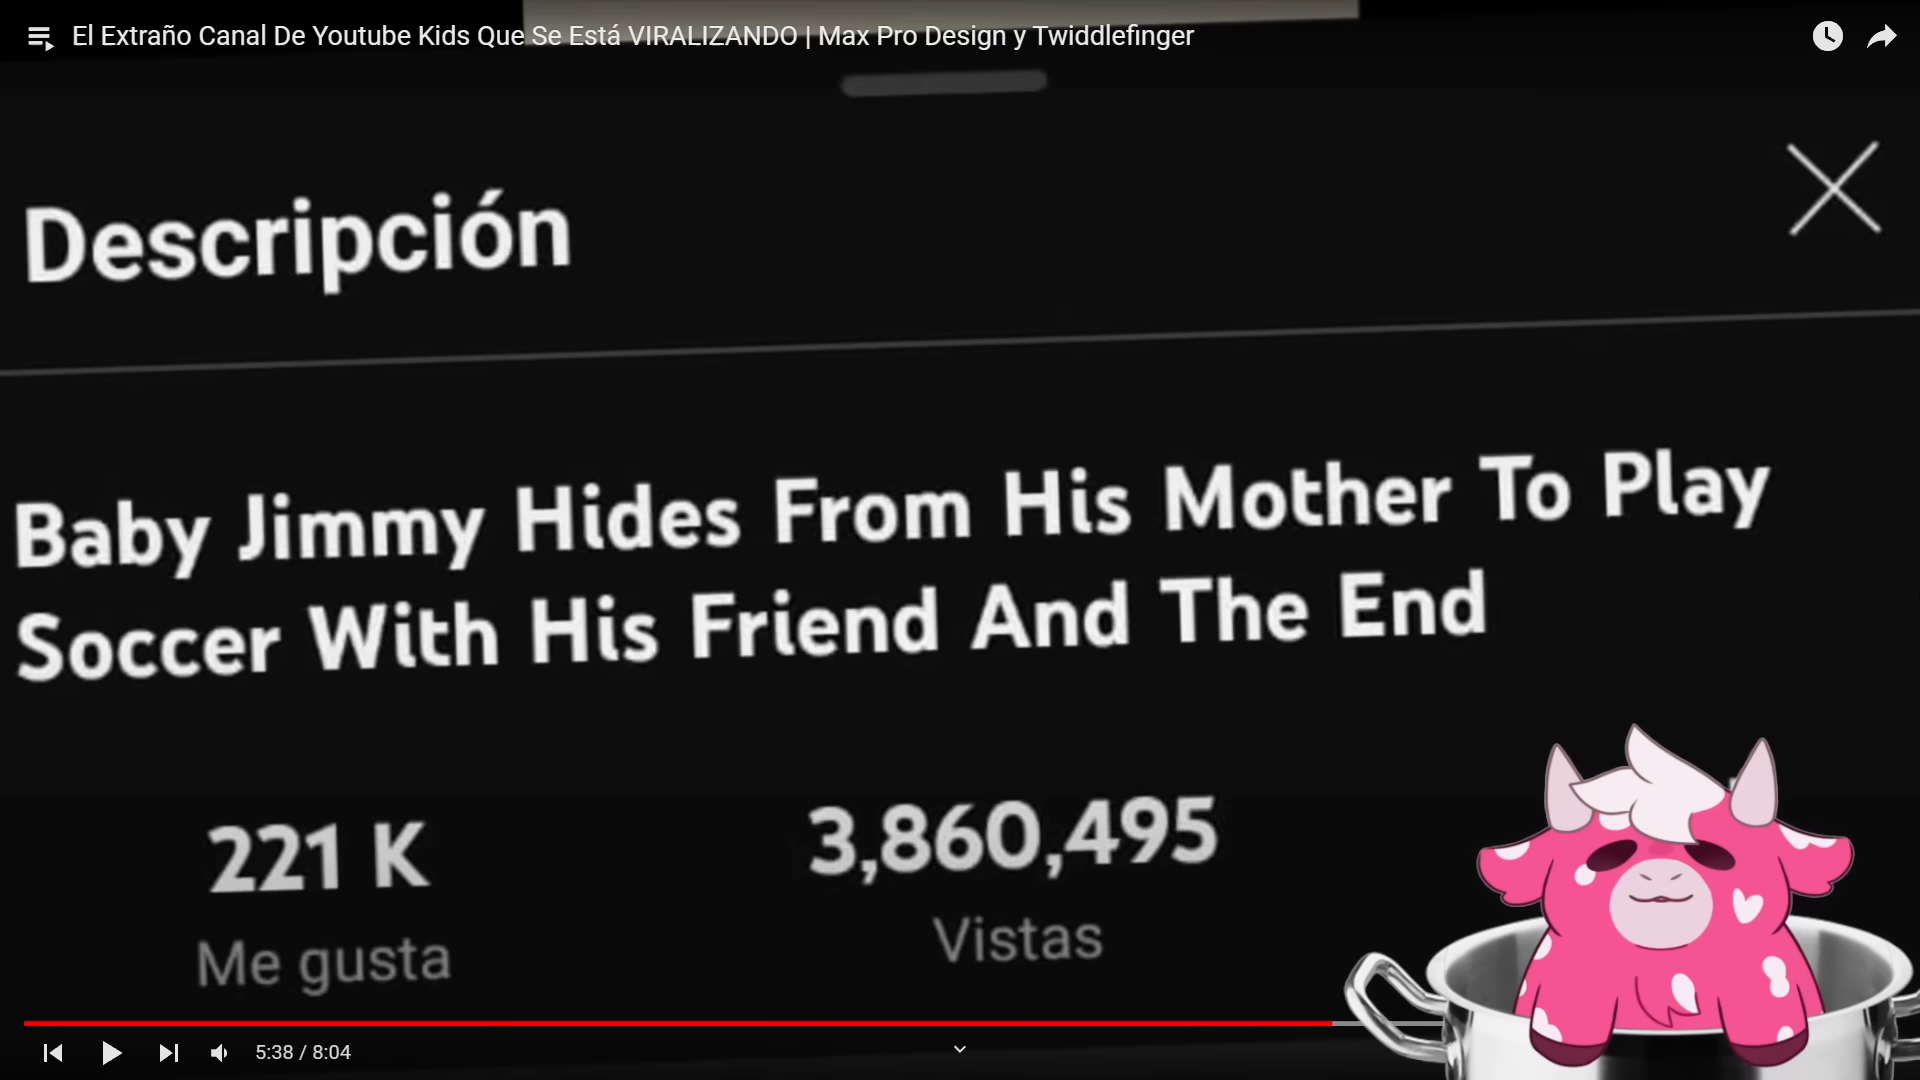 El Extraño Canal De Youtube Kids Que Se Está VIRALIZANDO | Max Pro Design y Twiddlefinger
Descripción
Baby Jimmy Hides From His Mother To Play
Soccer With His Friend And The End
221 K
3,860,495
Me gusta
Vistas
5:38 / 8:04